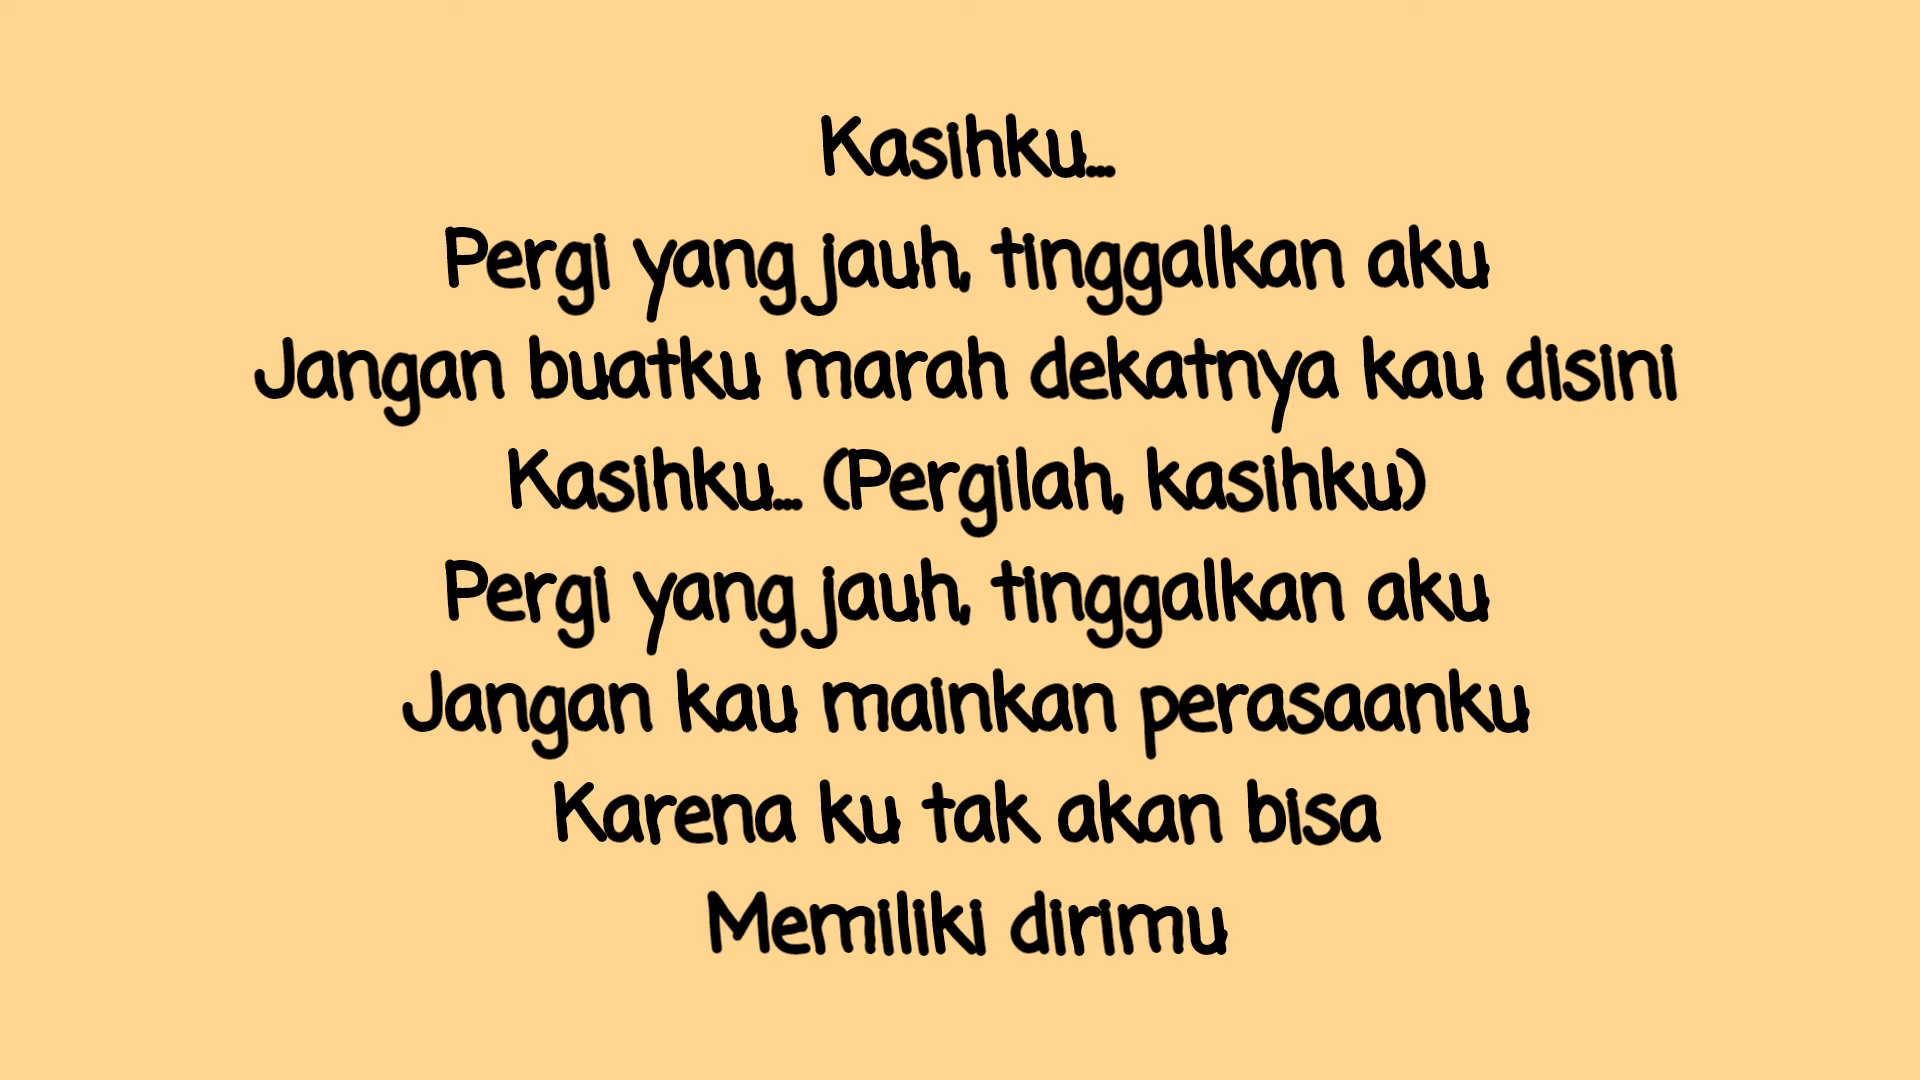 Kasihku...
Pergi yang jauh, tinggalkan aku
Jangan buatku marah dekatnya kau disini
Kasihku... (Pergilah, kasihku)
Pergi yang jauh, tinggalkan aku
Jangan kau mainkan perasaanku
Karena ku tak akan bisa
Memiliki dirimu